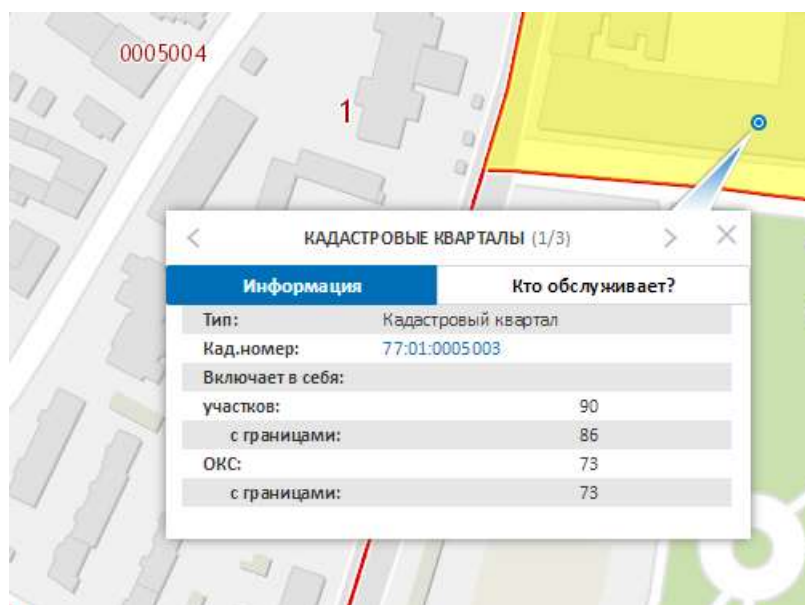 0005004
1
КАДАСТРОВЫЕ КВАРТАЛЫ (1/3)
Информация Кто обслуживает?
Тип: Кадастровый квартал
Кад.номер: 77:01:0005003
Включает в себя:
участков: 90
с границами: 86
ОКС: 73
с границами: 73